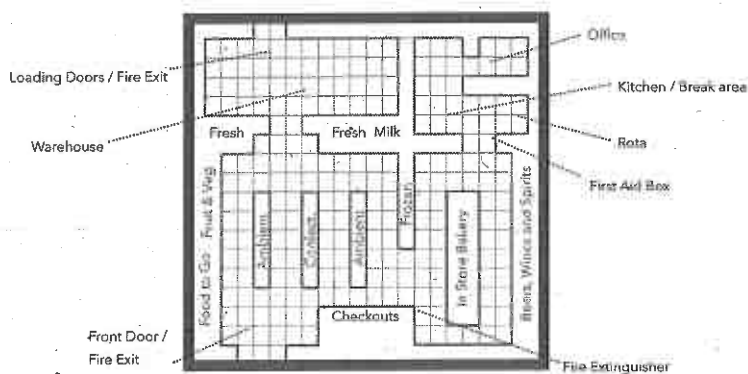 Office
Loading Doors / Fire Exit
Kitchen / Break area
Warehouse
Fresh
Fresh Milk
Rota
First Aid Box
Food to Go
Fruit & Veg
Ambient
Ambient
Frozen
In Store Bakery
Beers, Wines and Spirits
Checkouts
Front Door /
Fire Exit
Fire Extinguisher